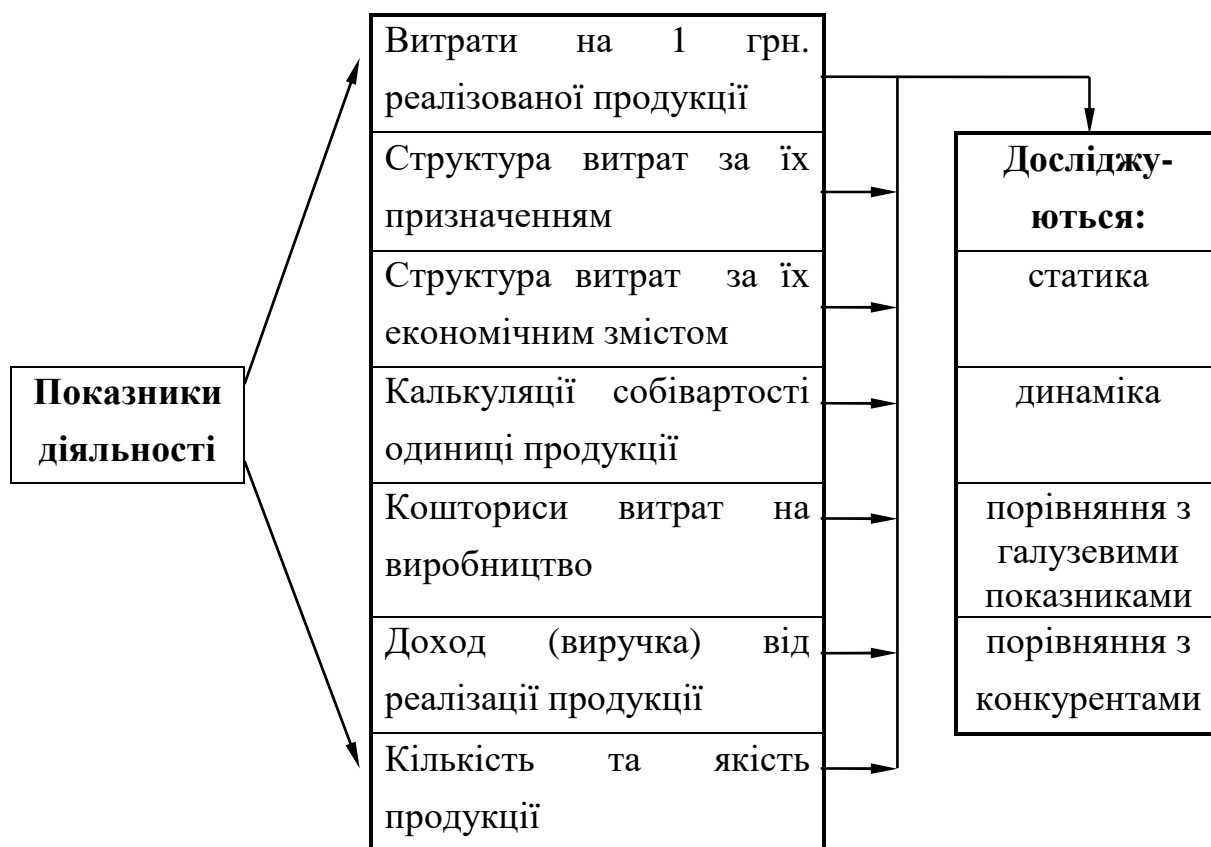 Показники
діяльності
Витрати на 1 грн.
реалізованої продукції
Структура витрат за їх
призначенням
Структура витрат за їх
економічним змістом
Калькуляції собівартості
одиниці продукції
Кошториси витрат на
виробництво
Доход (виручка) від
реалізації продукції
Кількість та якість
продукції
Досліджу-
ються:
статика
динаміка
порівняння з
галузевими
показниками
порівняння з
конкурентами